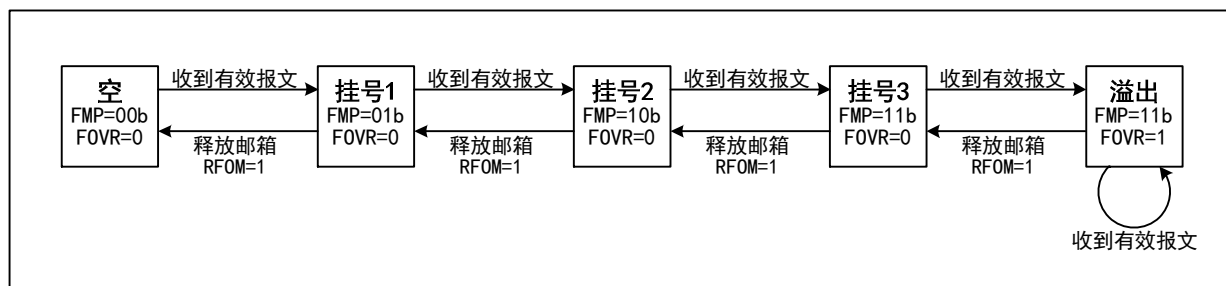 空
FMP=00b
FOVR=0
收到有效报文
释放邮箱
RFOM=1
挂号1
FMP=01b
FOVR=0
收到有效报文
释放邮箱
RFOM=1
挂号2
FMP=10b
FOVR=0
收到有效报文
释放邮箱
RFOM=1
挂号3
FMP=11b
FOVR=0
收到有效报文
释放邮箱
RFOM=1
溢出
FMP=11b
FOVR=1
收到有效报文